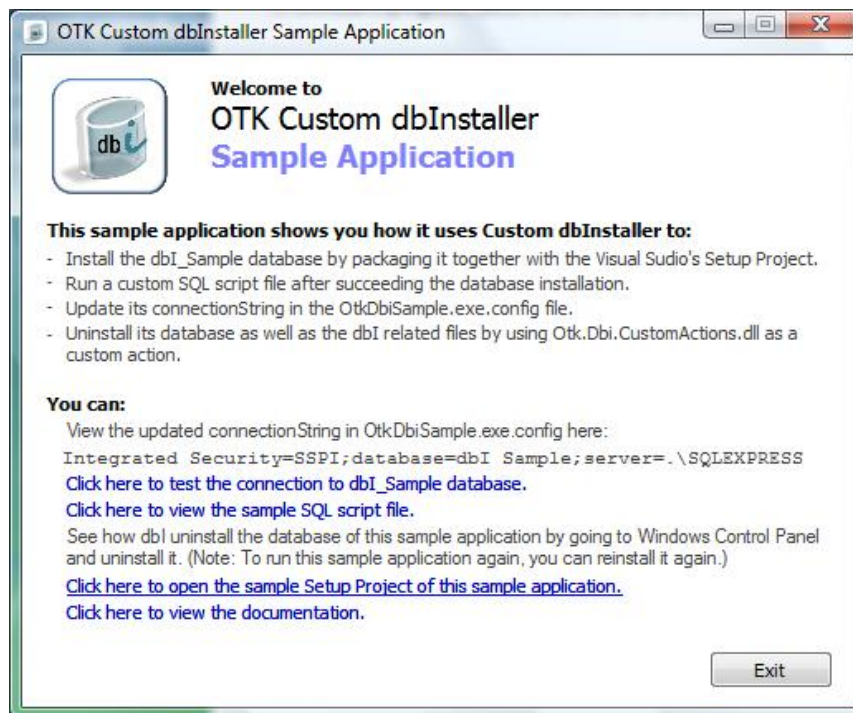 OTK Custom dbInstaller Sample Application
dbi
Welcome to
OTK Custom dbInstaller
Sample Application
This sample application shows you how it uses Custom dbInstaller to:
- Install the dbI_Sample database by packaging it together with the Visual Sudio's Setup Project.
- Run a custom SQL script file after succeeding the database installation.
- Update its connectionString in the OtkDbiSample.exe.config file.
- Uninstall its database as well as the dbI related files by using Otk.Dbi.CustomActions.dll as a
custom action.
You can:
View the updated connectionString in OtkDbiSample.exe.config here:
Integrated Security=SSPI;database=dbI Sample;server=.\SQLEXPRESS
Click here to test the connection to dbI_Sample database.
Click here to view the sample SQL script file.
See how dbI uninstall the database of this sample application by going to Windows Control Panel
and uninstall it. (Note: To run this sample application again, you can reinstall it again.)
Click here to open the sample Setup Project of this sample application.
Click here to view the documentation.
Exit